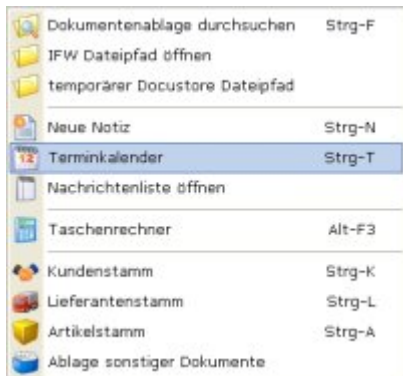 Dokumentenablage durchsuchen Strg-F
IFW Dateipfad öffnen
temporärer Docustore Dateipfad
Neue Notiz Strg-N
Terminkalender Strg-T
Nachrichtenliste öffnen
Taschenrechner Alt-F3
Kundenstamm Strg-K
Lieferantenstamm Strg-L
Artikelstamm Strg-A
Ablage sonstiger Dokumente
12